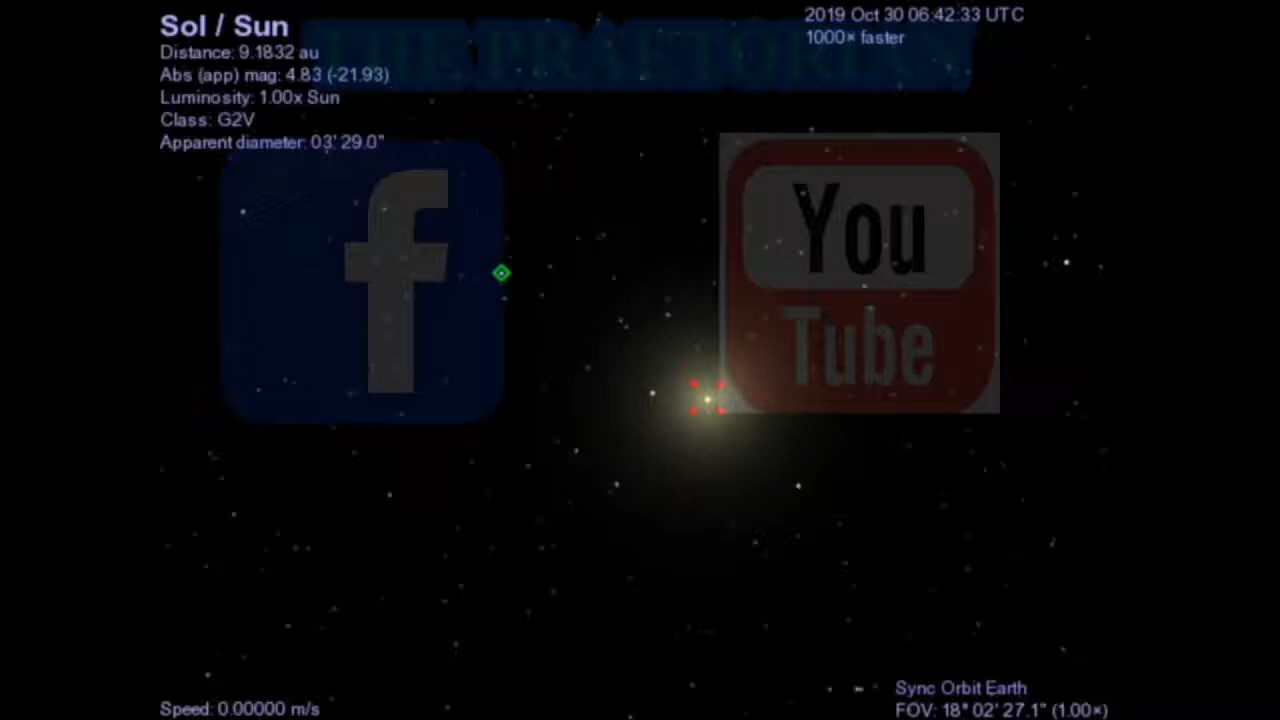 Sol / Sun
Distance: 9.1832 au
Abs (app) mag: 4.83 (-21.93)
Luminosity: 1.00x Sun
Class: G2V
Apparent diameter: 03' 29.0"
THE PRAETORIAN
2019 Oct 30 06:42:33 UTC
1000× faster
f
You
Tube
Speed: 0.00000 m/s
Sync Orbit Earth
FOV: 18° 02' 27.1" (1.00×)